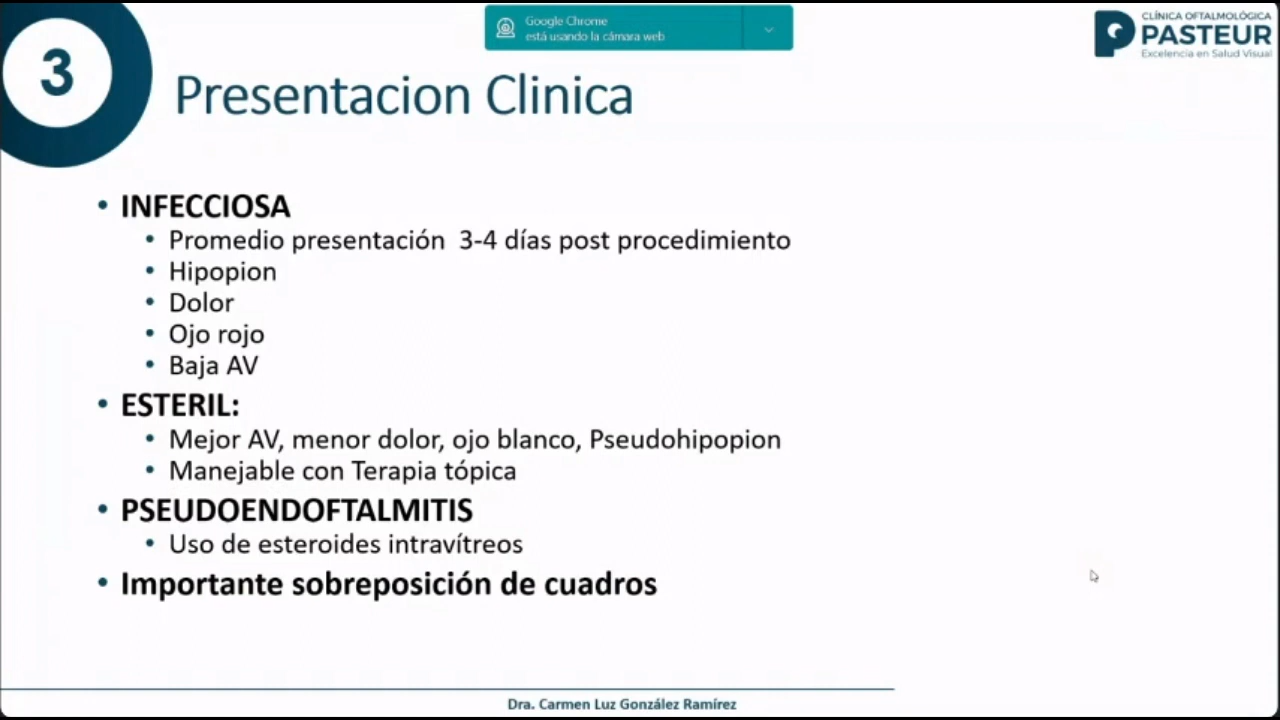 Google Chrome
está usando la cámara web
CLÍNICA OFTALMOLÓGICA
PASTEUR
Excelencia en Salud Visual
3
Presentacion Clinica
• INFECCIOSA
• Promedio presentación 3-4 días post procedimiento
• Hipopion
• Dolor
• Ojo rojo
• Baja AV
• ESTERIL:
• Mejor AV, menor dolor, ojo blanco, Pseudohipopion
• Manejable con Terapia tópica
• PSEUDOENDOFTALMITIS
• Uso de esteroides intravítreos
• Importante sobreposición de cuadros
Dra. Carmen Luz González Ramírez